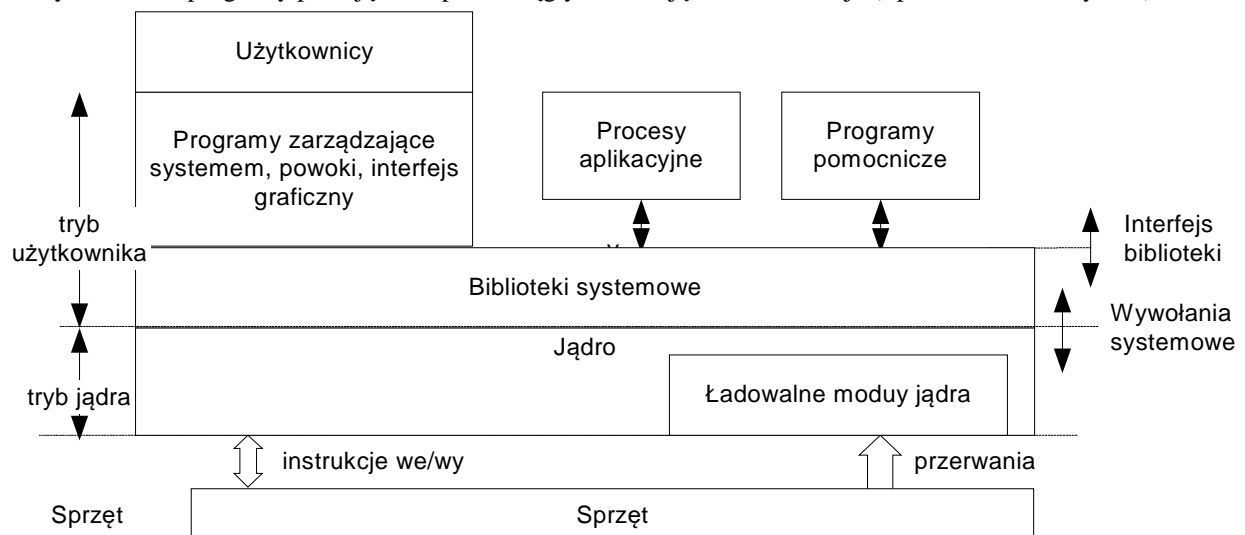 Użytkownicy
Programy zarządzające
systemem, powoki, interfejs
graficzny
Procesy
aplikacyjne
Programy
pomocnicze
tryb
użytkownika
Interfejs
biblioteki
Biblioteki systemowe
Wywołania
systemowe
Jądro
tryb jądra
Ładowalne moduy jądra
instrukcje we/wy
przerwania
Sprzęt
Sprzęt